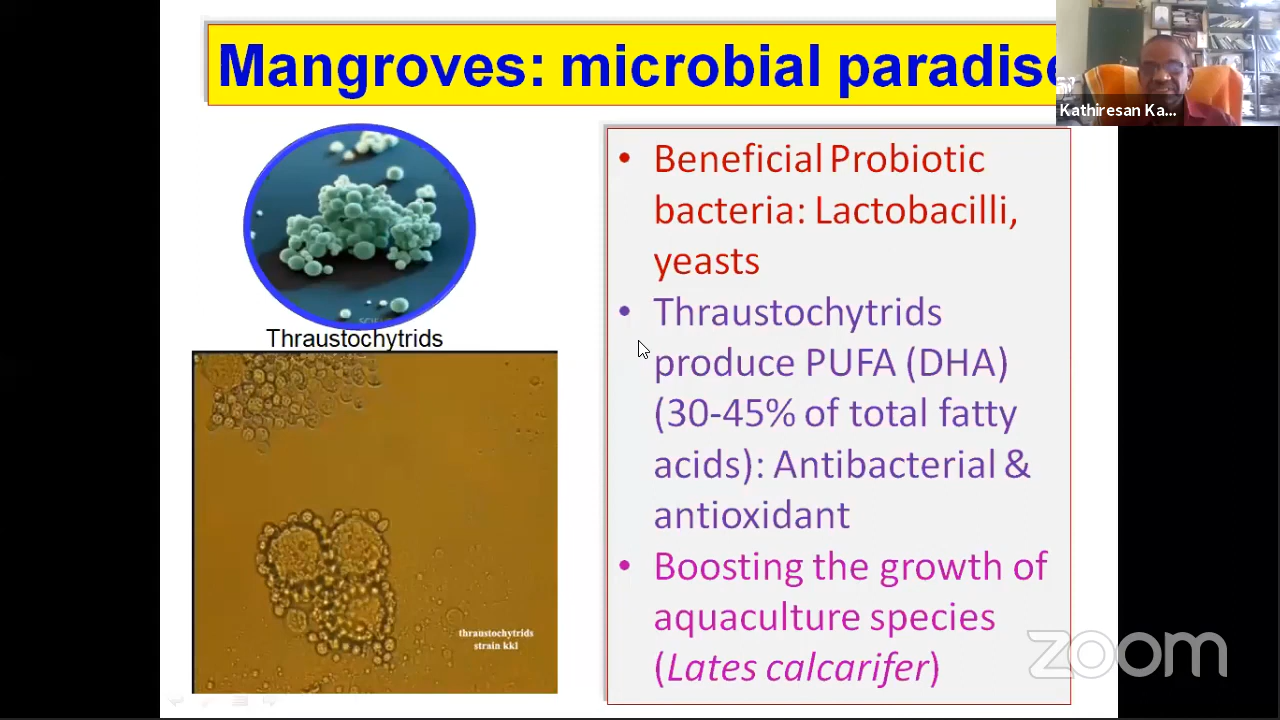 Mangroves: microbial paradise
Kathiresan Ka...
• Beneficial Probiotic
bacteria: Lactobacilli,
yeasts
• Thraustochytrids
produce PUFA (DHA)
(30-45% of total fatty
acids): Antibacterial &
antioxidant
• Boosting the growth of
aquaculture species
(Lates calcarifer)
Thraustochytrids
thraustochytrids
strain kkl
zoom